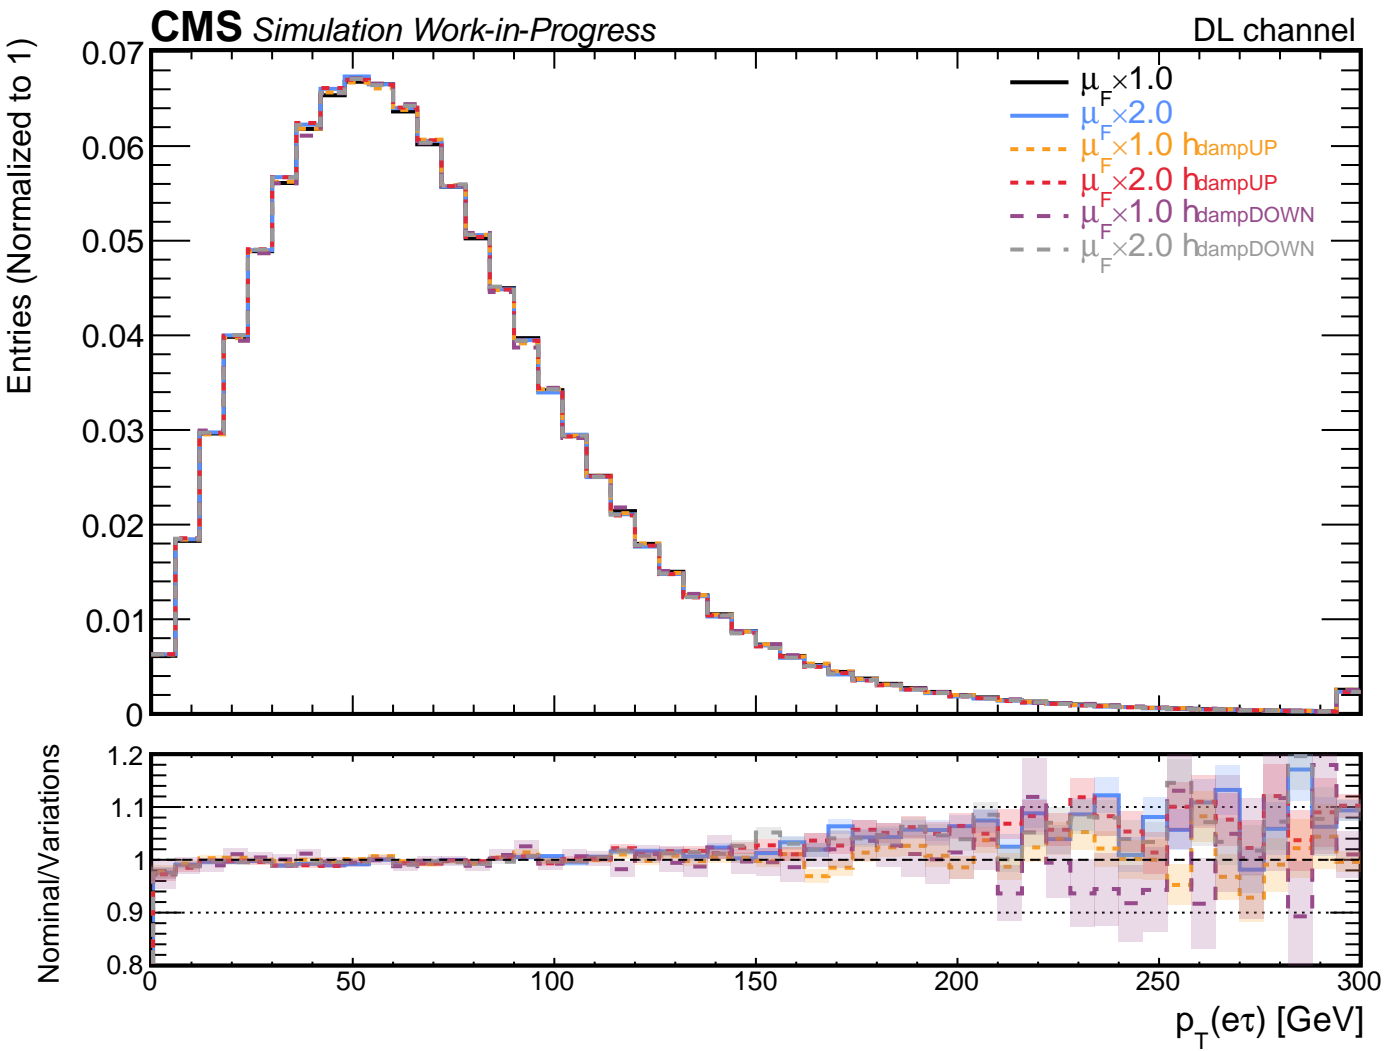 CMS Simulation Work-in-Progress DL channel
Entries (Normalized to 1)
0.07
0.06
0.05
0.04
0.03
0.02
0.01
0
μF×1.0
μF×2.0
μF×1.0 hdampUP
μF×2.0 hdampUP
μF×1.0 hdampDOWN
μF×2.0 hdampDOWN
Nominal/Variations
1.2
1.1
1
0.9
0.8
0 50 100 150 200 250 300
pT(eτ) [GeV]